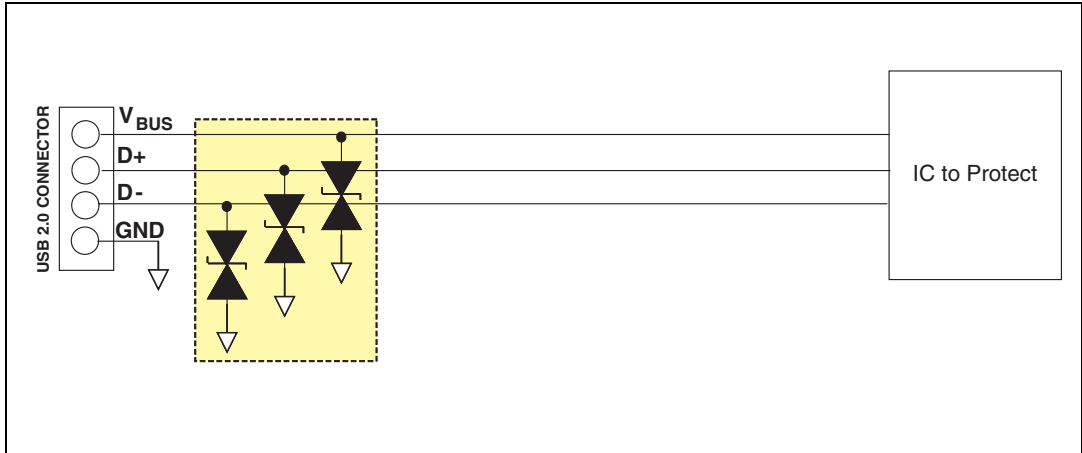 USB 2.0 CONNECTOR
VBUS
D+
D-
GND
IC to Protect